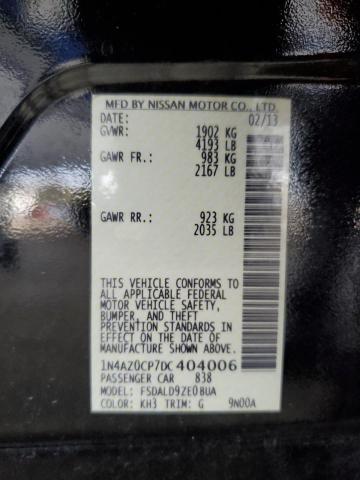 MFD BY NISSAN MOTOR CO., LTD.
DATE: 02/13
GVWR: 1902 KG
4193 LB
GAWR FR.: 983 KG
2167 LB
GAWR RR.: 923 KG
2035 LB
THIS VEHICLE CONFORMS TO
ALL APPLICABLE FEDERAL
MOTOR VEHICLE SAFETY,
BUMPER, AND THEFT
PREVENTION STANDARDS IN
EFFECT ON THE DATE OF
MANUFACTURE SHOWN ABOVE.
1N4AZ0CP7DC404006
PASSENGER CAR 838
MODEL: FSDALD9ZE0BUA
COLOR: KH3 TRIM: G 9N00A